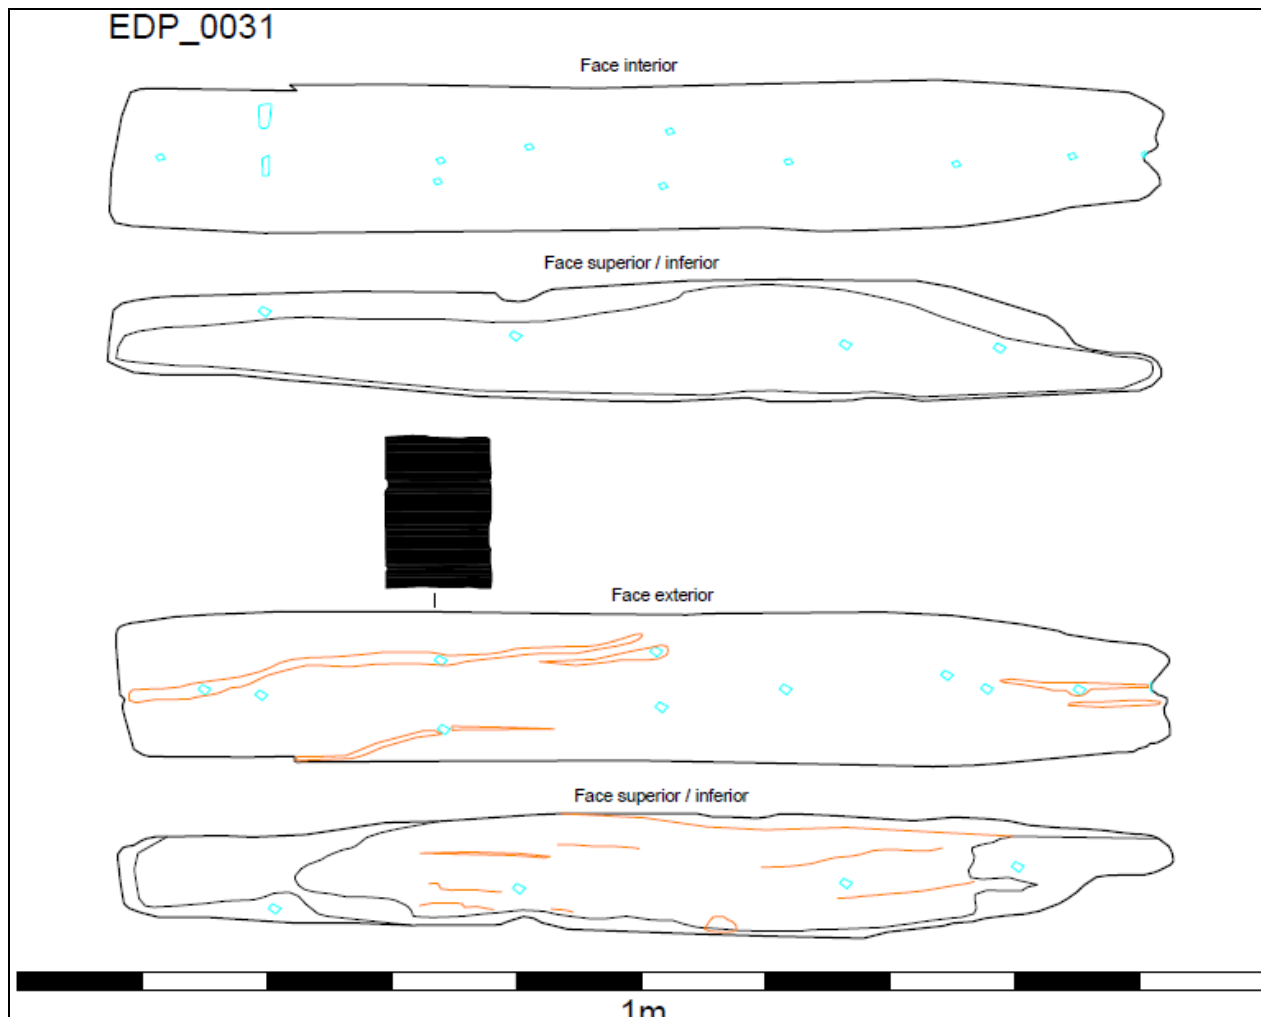 EDP_0031
Face interior
Face superior / inferior
Face exterior
Face superior / inferior
1m